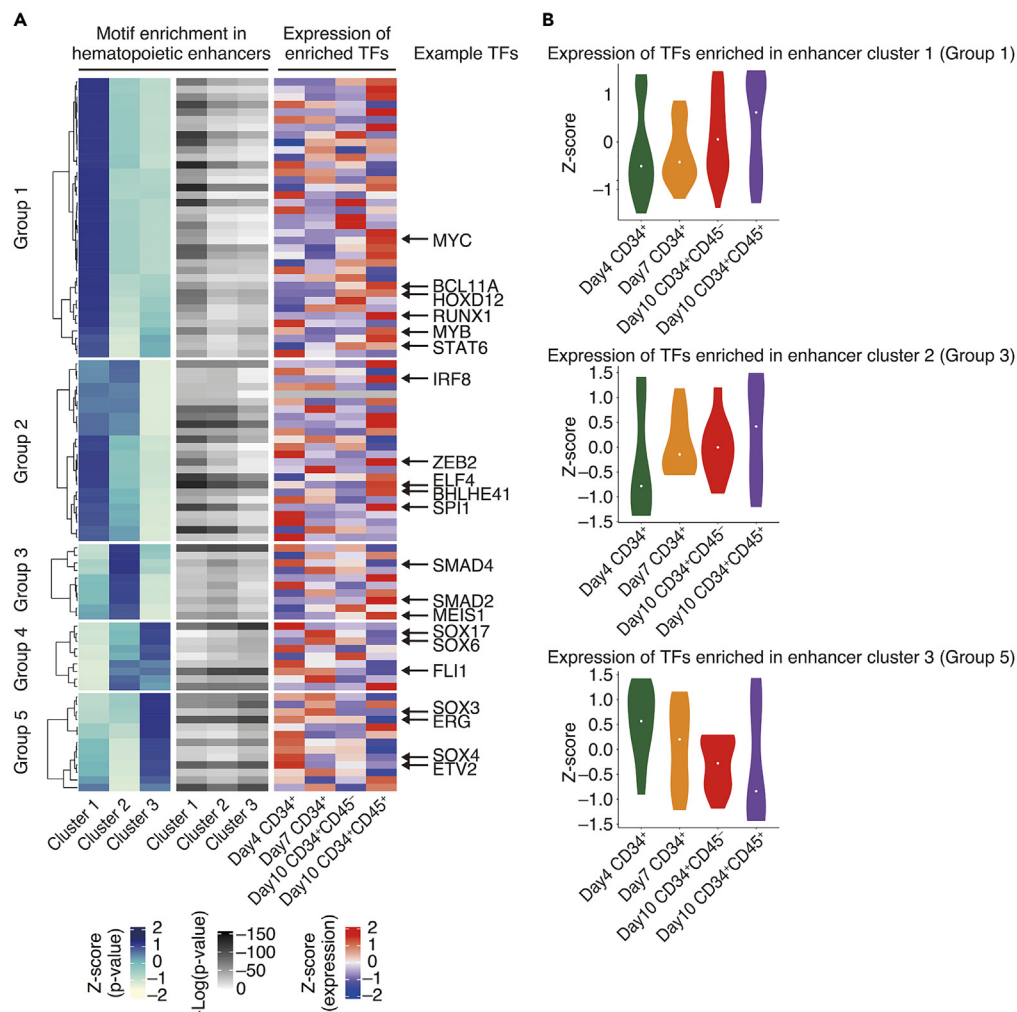 A
Motif enrichment in
hematopoietic enhancers
Expression of
enriched TFs
Example TFs
Group 1
MYC
BCL11A
HOXD12
RUNX1
MYB
STAT6
Group 2
IRF8
ZEB2
ELF4
BHLHE41
SPI1
Group 3
SMAD4
SMAD2
MEIS1
Group 4
SOX17
SOX6
FLI1
Group 5
SOX3
ERG
SOX4
ETV2
Cluster 1
Cluster 2
Cluster 3
Cluster 1
Cluster 2
Cluster 3
Day4 CD34⁺
Day7 CD34⁺
Day10 CD34⁺CD45⁻
Day10 CD34⁺CD45⁺
Z-score
(p-value)
2
1
0
−1
−2
-Log(p-value)
−150
−100
−50
0
Z-score
(expression)
2
1
0
−1
−2
B
Expression of TFs enriched in enhancer cluster 1 (Group 1)
Z-score
1
0
−1
Day4 CD34⁺
Day7 CD34⁺
Day10 CD34⁺CD45⁻
Day10 CD34⁺CD45⁺
Expression of TFs enriched in enhancer cluster 2 (Group 3)
Z-score
1.5
1.0
0.5
0.0
−0.5
−1.0
−1.5
Day4 CD34⁺
Day7 CD34⁺
Day10 CD34⁺CD45⁻
Day10 CD34⁺CD45⁺
Expression of TFs enriched in enhancer cluster 3 (Group 5)
Z-score
1.5
1.0
0.5
0.0
−0.5
−1.0
−1.5
Day4 CD34⁺
Day7 CD34⁺
Day10 CD34⁺CD45⁻
Day10 CD34⁺CD45⁺